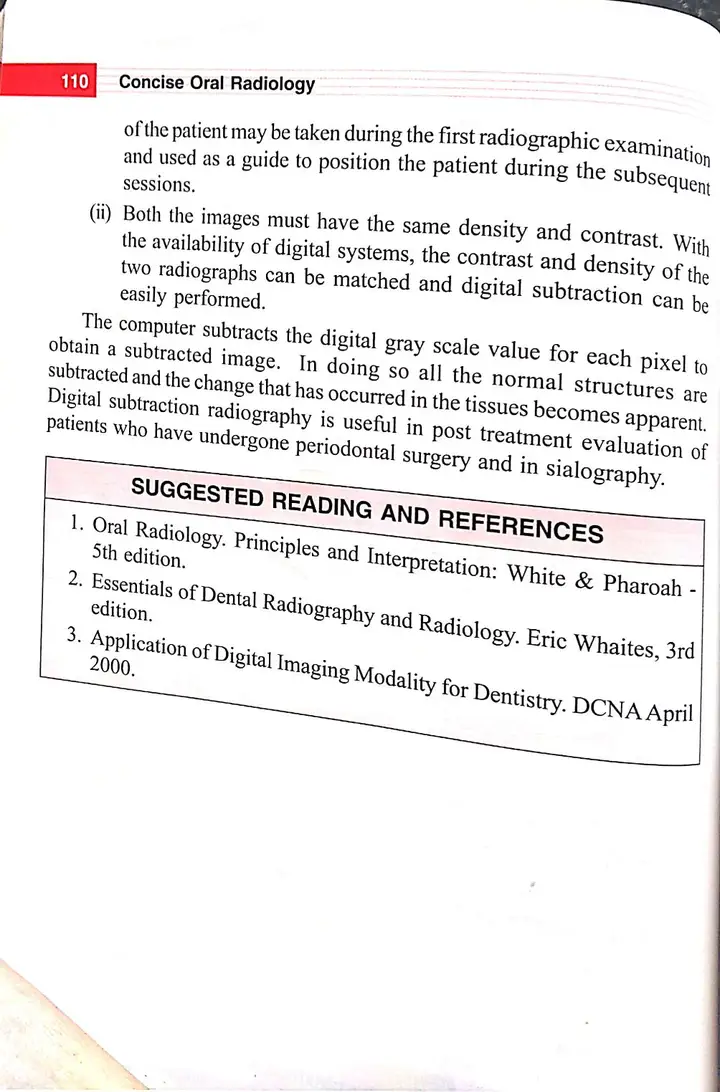 110 Concise Oral Radiology
of the patient may be taken during the first radiographic examination
and used as a guide to position the patient during the subsequent
sessions.
(ii) Both the images must have the same density and contrast. With
the availability of digital systems, the contrast and density of the
two radiographs can be matched and digital subtraction can be
easily performed.
The computer subtracts the digital gray scale value for each pixel to
obtain a subtracted image. In doing so all the normal structures are
subtracted and the change that has occurred in the tissues becomes apparent.
Digital subtraction radiography is useful in post treatment evaluation of
patients who have undergone periodontal surgery and in sialography.
SUGGESTED READING AND REFERENCES
1. Oral Radiology. Principles and Interpretation: White & Pharoah -
5th edition.
2. Essentials of Dental Radiography and Radiology. Eric Whaites, 3rd
edition.
3. Application of Digital Imaging Modality for Dentistry. DCNA April
2000.